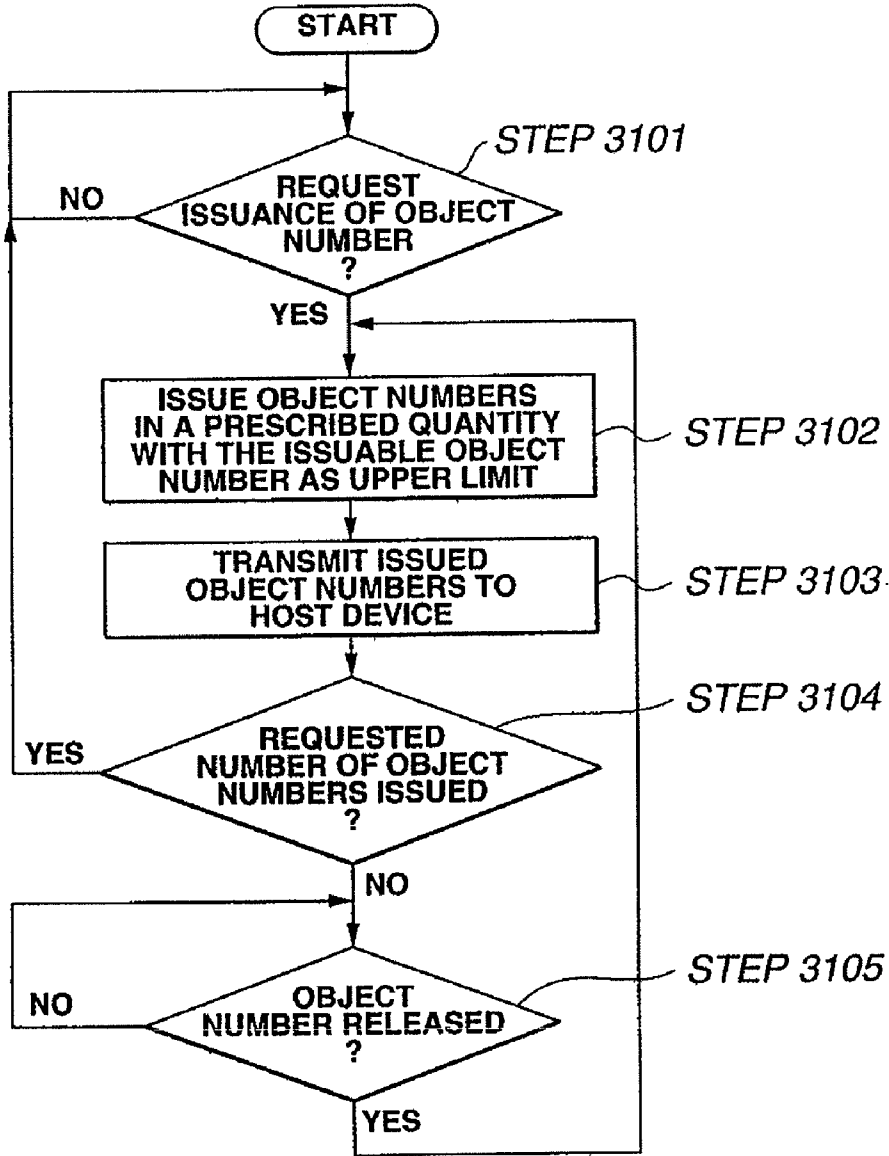 START
STEP 3101
REQUEST
ISSUANCE OF OBJECT
NUMBER
?
NO
YES
ISSUE OBJECT NUMBERS
IN A PRESCRIBED QUANTITY
WITH THE ISSUABLE OBJECT
NUMBER AS UPPER LIMIT
STEP 3102
TRANSMIT ISSUED
OBJECT NUMBERS TO
HOST DEVICE
STEP 3103
STEP 3104
REQUESTED
NUMBER OF OBJECT
NUMBERS ISSUED
?
YES
NO
STEP 3105
OBJECT
NUMBER RELEASED
?
NO
YES